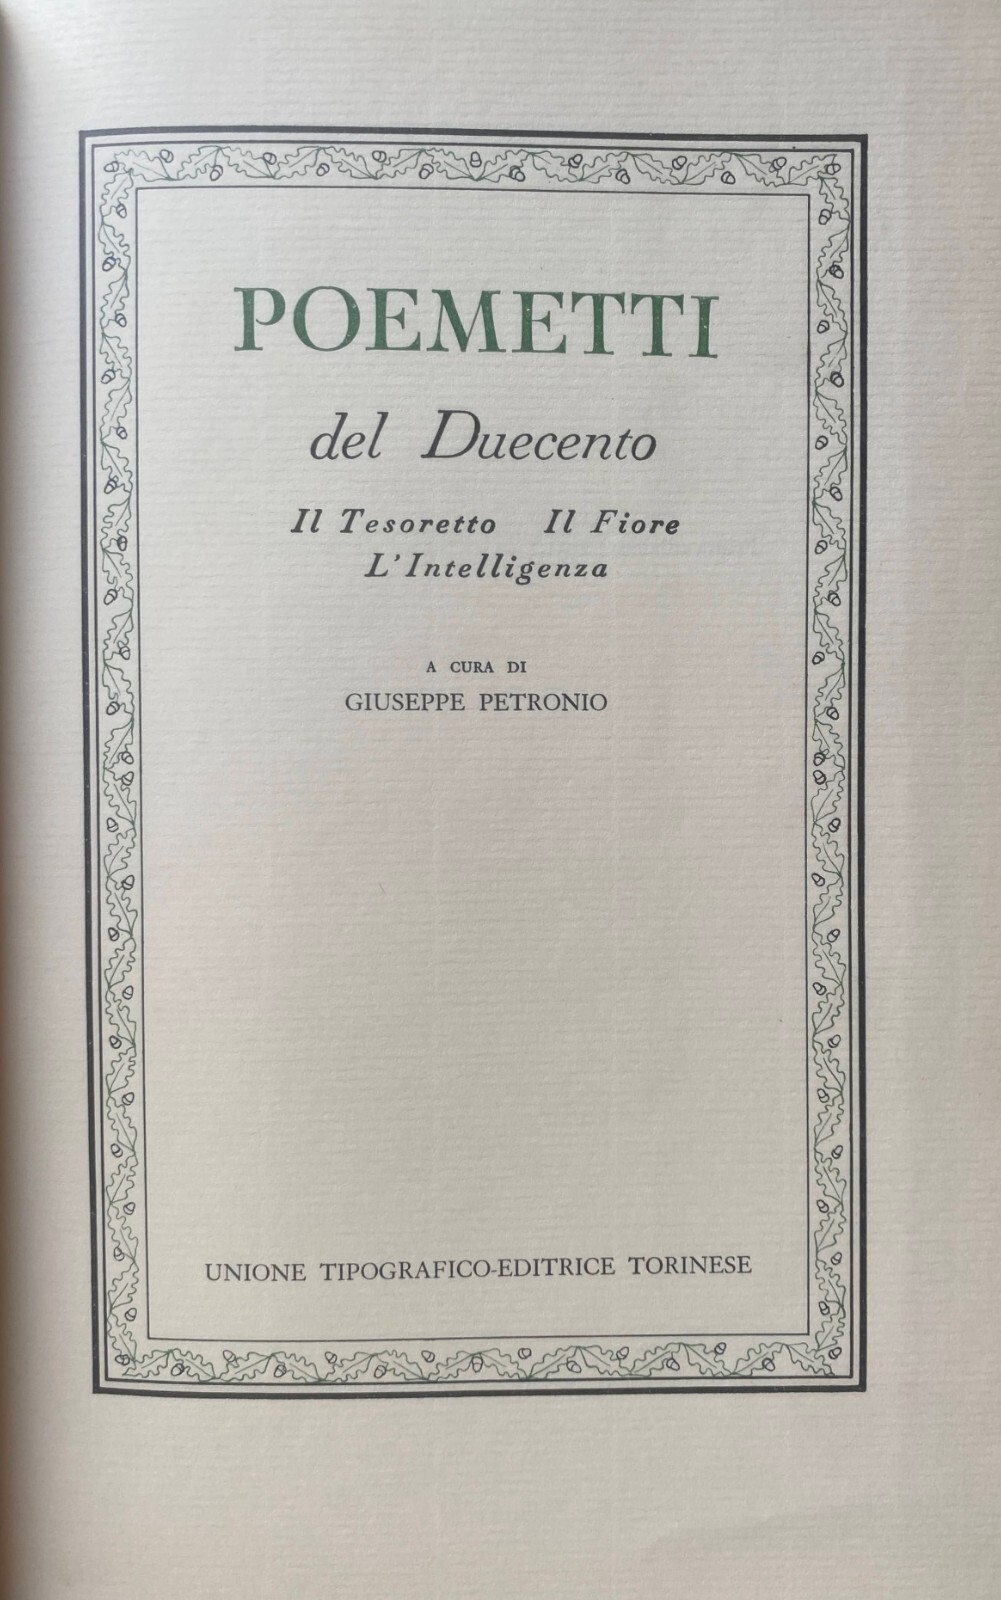 POEMETTI
del Duecento
Il Tesoretto Il Fiore
L'Intelligenza
A CURA DI
GIUSEPPE PETRONIO
UNIONE TIPOGRAFICO-EDITRICE TORINESE